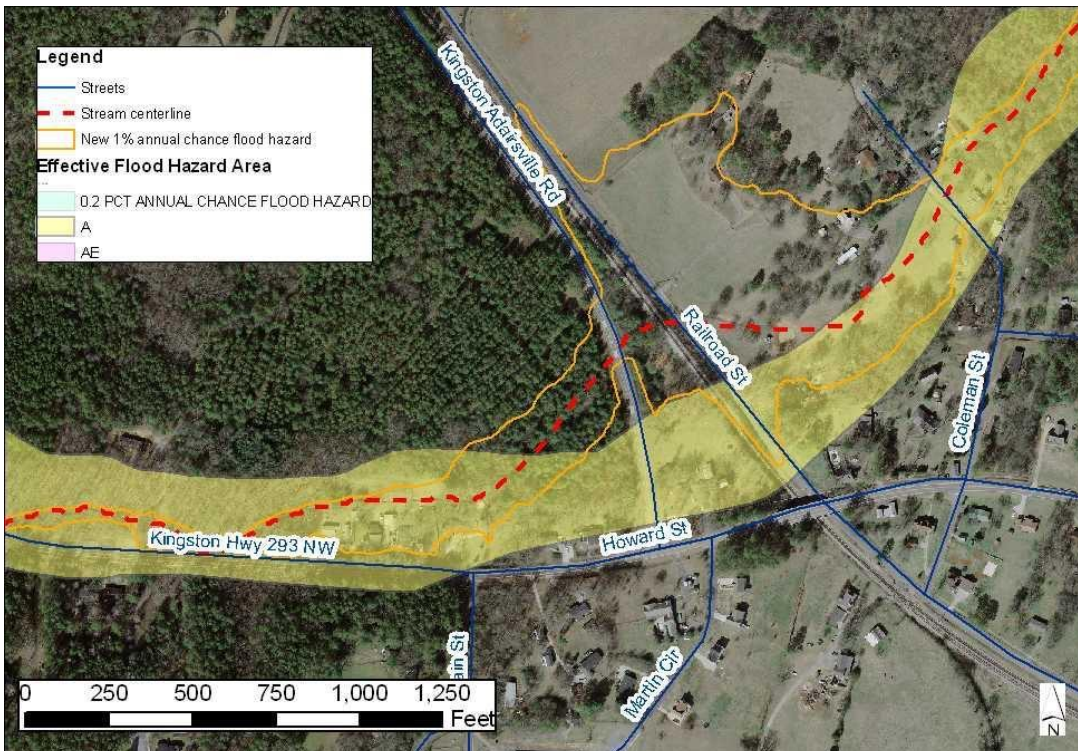 Legend
Streets
Stream centerline
New 1% annual chance flood hazard
Effective Flood Hazard Area
0.2 PCT ANNUAL CHANCE FLOOD HAZARD
A
AE
Kingston Adairsville Rd
Railroad St
Coleman St
Kingston Hwy 293 NW
Howard St
ain St
Martin Cir
0 250 500 750 1,000 1,250
Feet
N